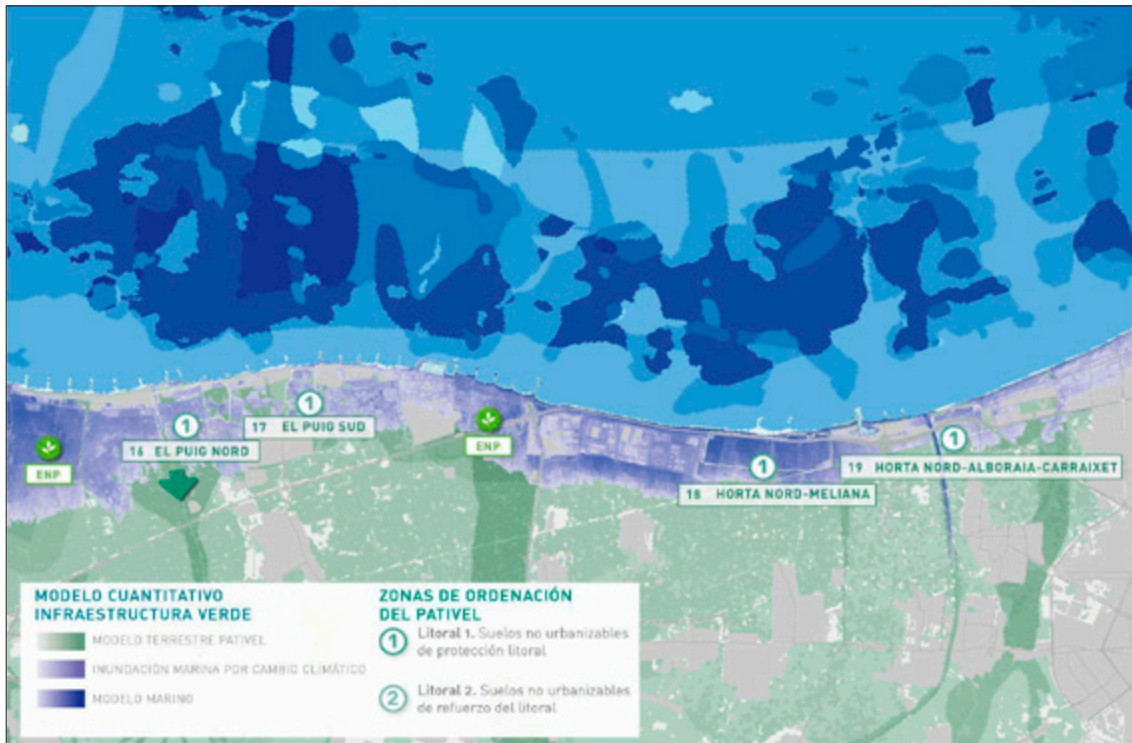 1
17 EL PUIG SUD
1
16 EL PUIG NORD
ENP
ENP
1
18 HORTA NORD-MELIANA
1
19 HORTA NORD-ALBORAIA-CARRAIXET
MODELO CUANTITATIVO
INFRAESTRUCTURA VERDE
MODELO TERRESTRE PATIVEL
INUNDACIÓN MARINA POR CAMBIO CLIMÁTICO
MODELO MARINO
ZONAS DE ORDENACIÓN
DEL PATIVEL
1 Litoral 1. Suelos no urbanizables
de protección litoral
2 Litoral 2. Suelos no urbanizables
de refuerzo del litoral